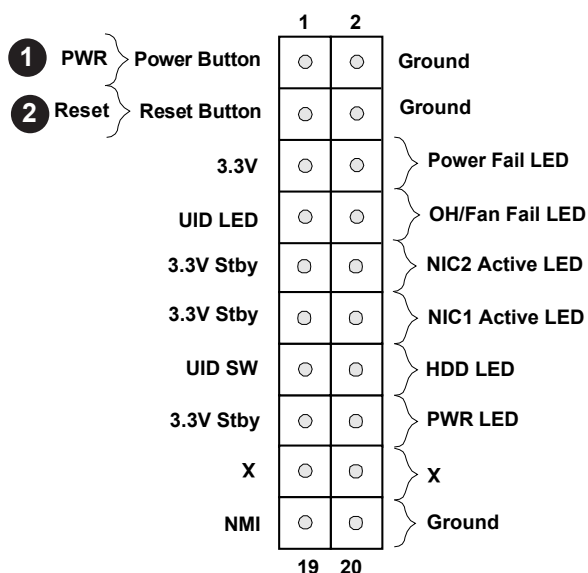 1 2
1 PWR Power Button Ground
2 Reset Reset Button Ground
3.3V Power Fail LED
UID LED OH/Fan Fail LED
3.3V Stby NIC2 Active LED
3.3V Stby NIC1 Active LED
UID SW HDD LED
3.3V Stby PWR LED
X X
NMI Ground
19 20